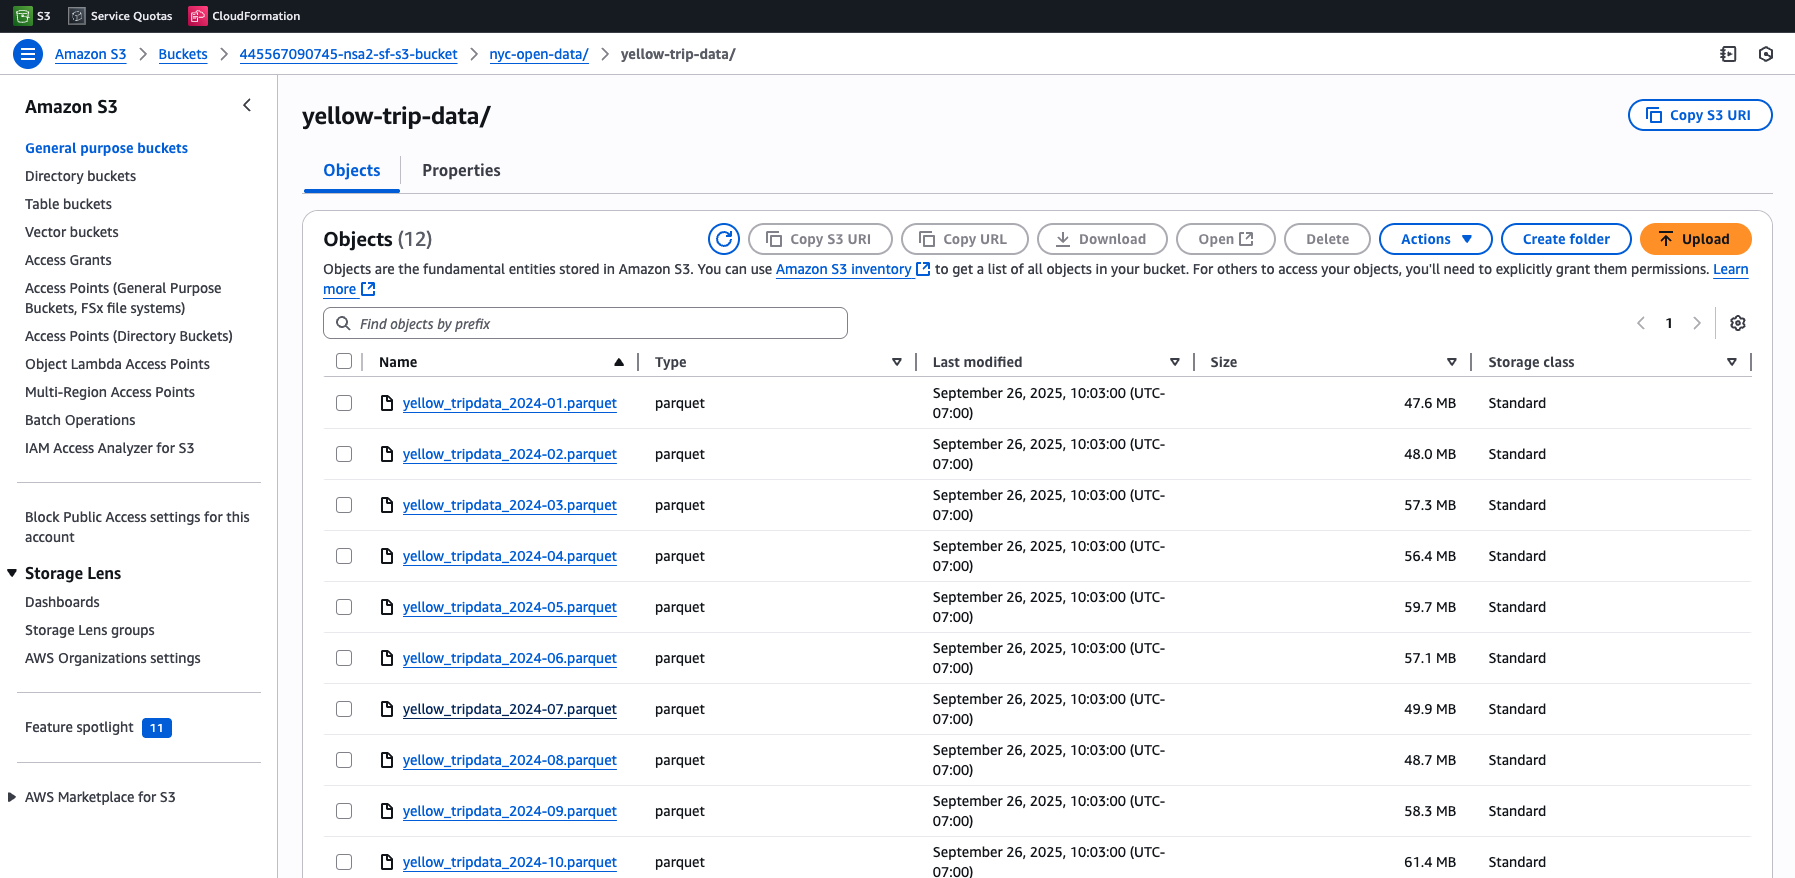 S3 Service Quotas CloudFormation
Amazon S3 Buckets 445567090745-nsa2-sf-s3-bucket nyc-open-data/ yellow-trip-data/
Amazon S3
General purpose buckets
Directory buckets
Table buckets
Vector buckets
Access Grants
Access Points (General Purpose
Buckets, FSx file systems)
Access Points (Directory Buckets)
Object Lambda Access Points
Multi-Region Access Points
Batch Operations
IAM Access Analyzer for S3
Block Public Access settings for this
account
Storage Lens
Dashboards
Storage Lens groups
AWS Organizations settings
Feature spotlight 11
AWS Marketplace for S3
yellow-trip-data/
Copy S3 URI
Objects Properties
Objects (12)
Copy S3 URI Copy URL Download Open Delete Actions Create folder Upload
Objects are the fundamental entities stored in Amazon S3. You can use Amazon S3 inventory to get a list of all objects in your bucket. For others to access your objects, you'll need to explicitly grant them permissions. Learn
more
Find objects by prefix
1
Name Type Last modified Size Storage class
yellow_tripdata_2024-01.parquet parquet September 26, 2025, 10:03:00 (UTC-
07:00) 47.6 MB Standard
yellow_tripdata_2024-02.parquet parquet September 26, 2025, 10:03:00 (UTC-
07:00) 48.0 MB Standard
yellow_tripdata_2024-03.parquet parquet September 26, 2025, 10:03:00 (UTC-
07:00) 57.3 MB Standard
yellow_tripdata_2024-04.parquet parquet September 26, 2025, 10:03:00 (UTC-
07:00) 56.4 MB Standard
yellow_tripdata_2024-05.parquet parquet September 26, 2025, 10:03:00 (UTC-
07:00) 59.7 MB Standard
yellow_tripdata_2024-06.parquet parquet September 26, 2025, 10:03:00 (UTC-
07:00) 57.1 MB Standard
yellow_tripdata_2024-07.parquet parquet September 26, 2025, 10:03:00 (UTC-
07:00) 49.9 MB Standard
yellow_tripdata_2024-08.parquet parquet September 26, 2025, 10:03:00 (UTC-
07:00) 48.7 MB Standard
yellow_tripdata_2024-09.parquet parquet September 26, 2025, 10:03:00 (UTC-
07:00) 58.3 MB Standard
yellow_tripdata_2024-10.parquet parquet September 26, 2025, 10:03:00 (UTC-
07:00) 61.4 MB Standard